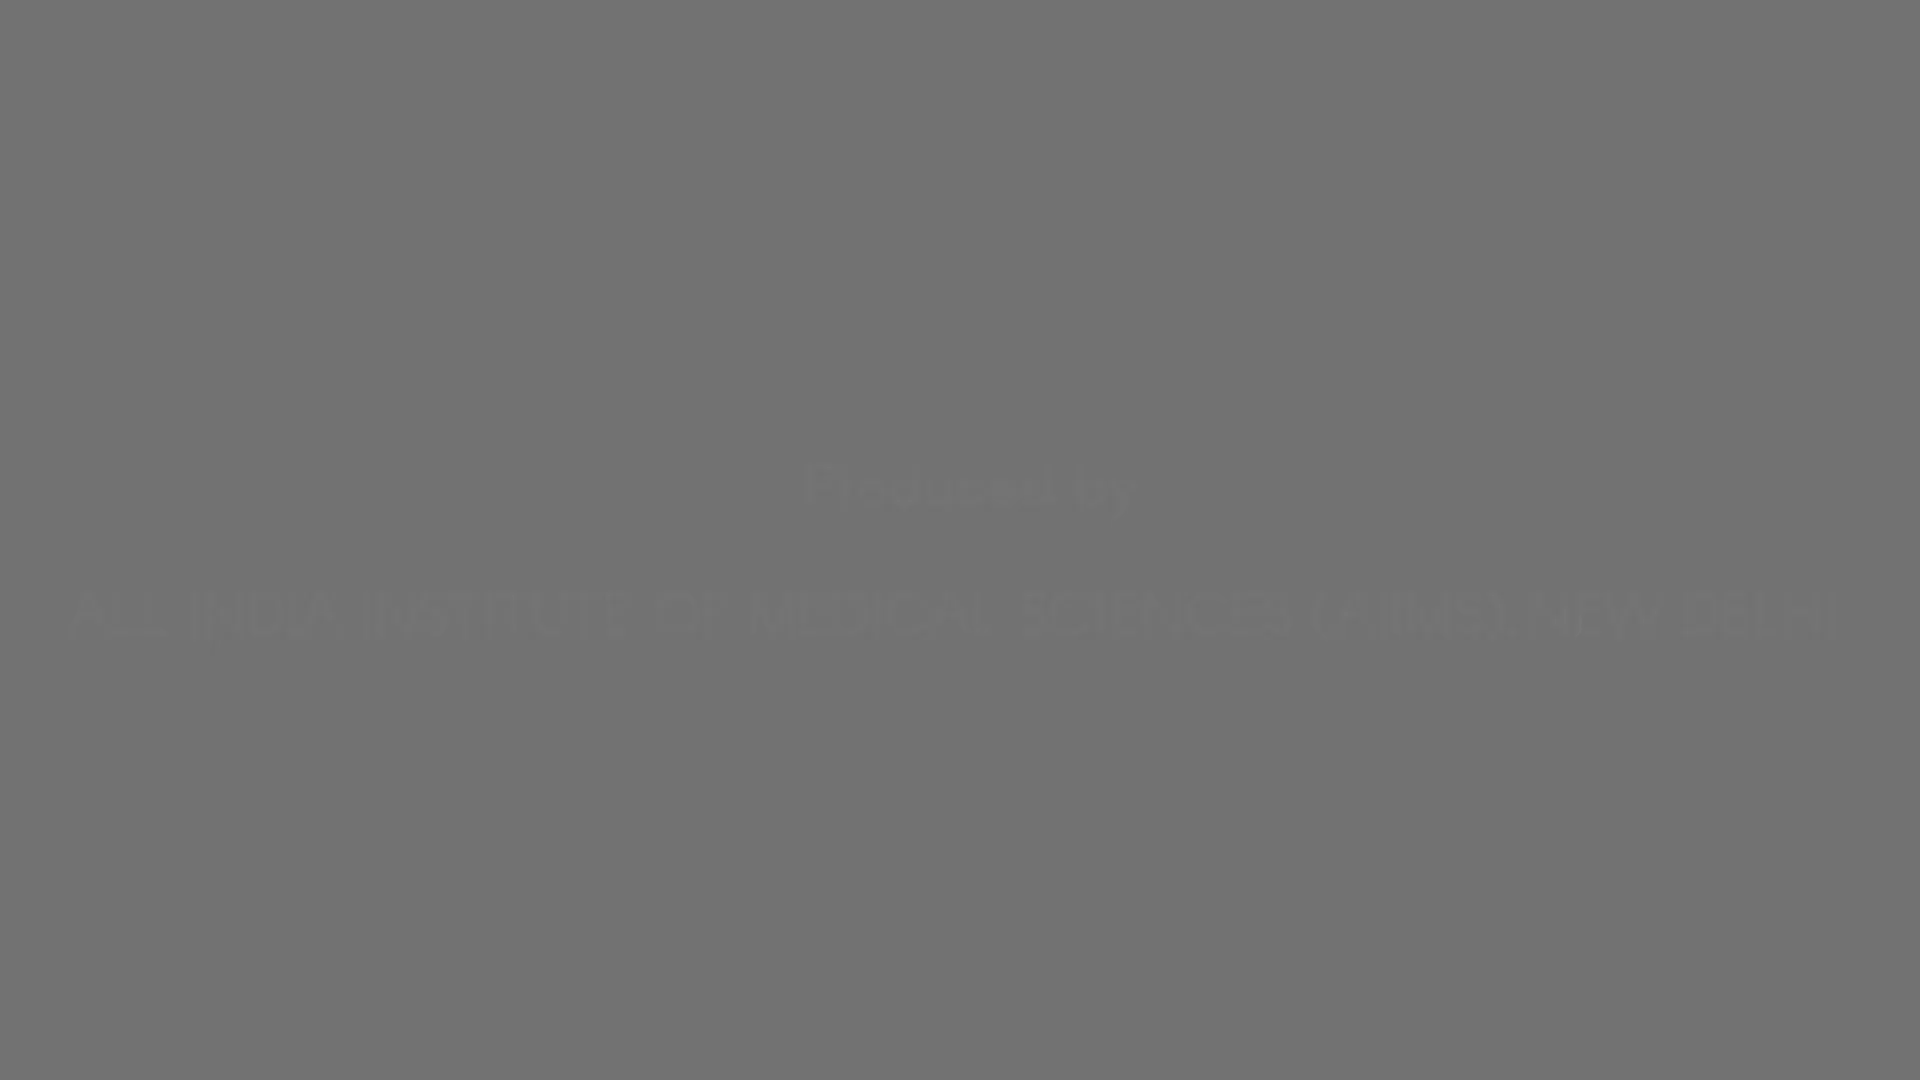 Produced by
ALL INDIA INSTITUTE OF MEDICAL SCIENCES (AIIMS), NEW DELHI